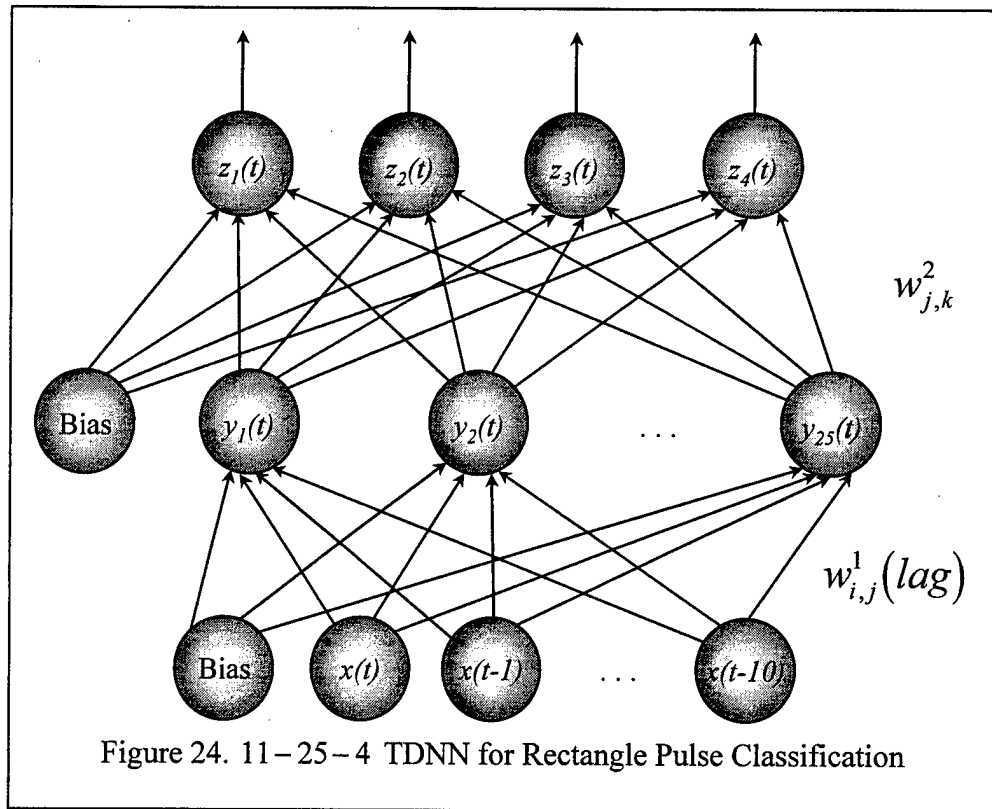 z₁(t) z₂(t) z₃(t) z₄(t)
w²j,k
Bias y₁(t) y₂(t) . . . y₂₅(t)
w¹i,j(lag)
Bias x(t) x(t-1) . . . x(t-10)
Figure 24. 11–25–4 TDNN for Rectangle Pulse Classification